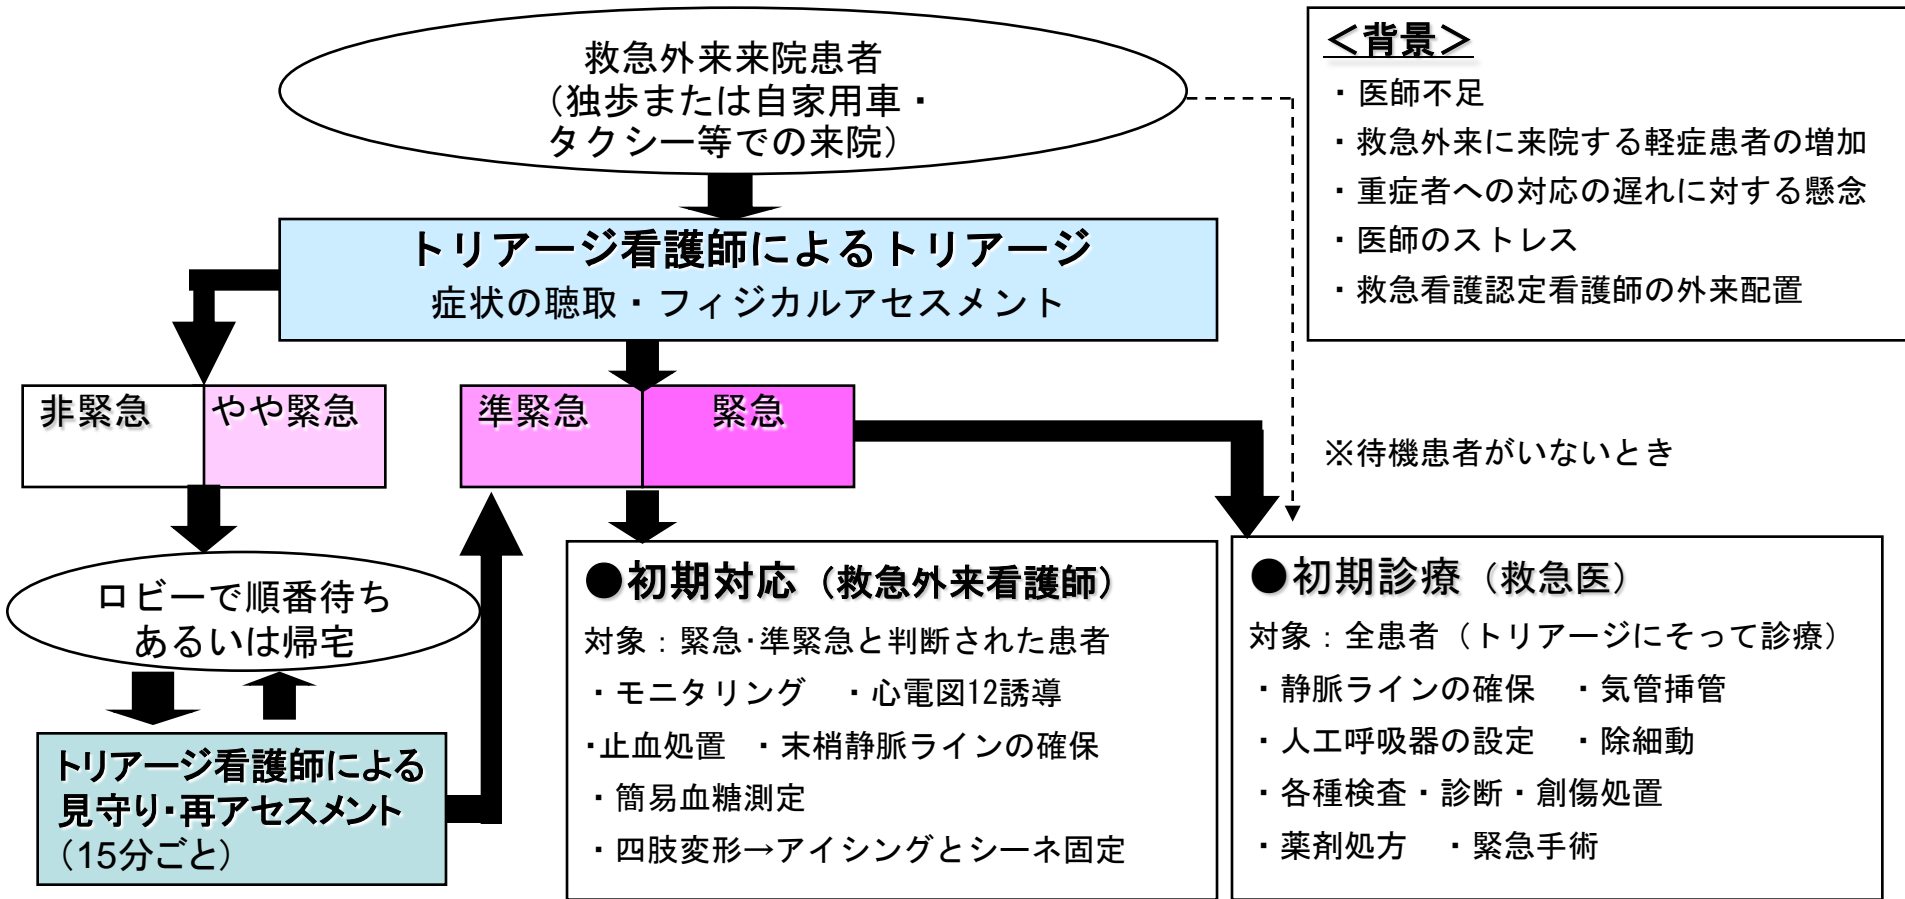 救急外来来院患者
（独歩または自家用車・
タクシー等での来院）
＜背景＞
・医師不足
・救急外来に来院する軽症患者の増加
・重症者への対応の遅れに対する懸念
・医師のストレス
・救急看護認定看護師の外来配置
トリアージ看護師によるトリアージ
症状の聴取・フィジカルアセスメント
非緊急
やや緊急
準緊急
緊急
※待機患者がいないとき
ロビーで順番待ち
あるいは帰宅
トリアージ看護師による
見守り・再アセスメント
（15分ごと）
●初期対応（救急外来看護師）
対象：緊急・準緊急と判断された患者
・モニタリング　・心電図12誘導
・止血処置　・末梢静脈ラインの確保
・簡易血糖測定
・四肢変形→アイシングとシーネ固定
●初期診療（救急医）
対象：全患者（トリアージにそって診療）
・静脈ラインの確保　・気管挿管
・人工呼吸器の設定　・除細動
・各種検査・診断・創傷処置
・薬剤処方　・緊急手術